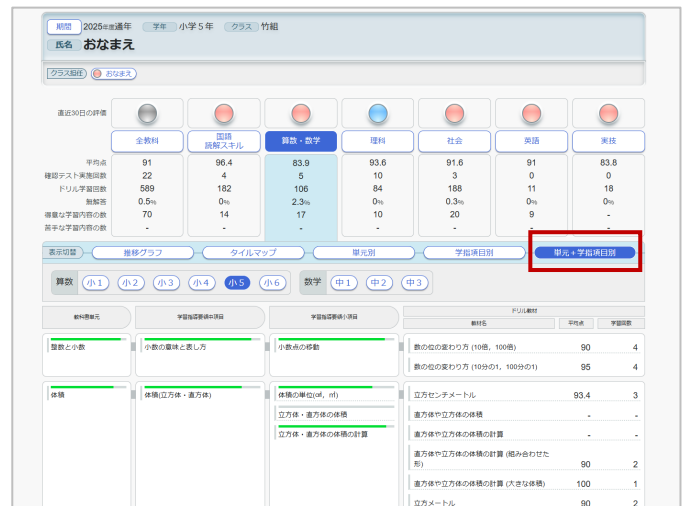 期間 2025年度通年 学年 小学５年 クラス 竹組
氏名 おなまえ
クラス担任 おなまえ
直近30日の評価
全教科 国語 読解スキル 算数・数学 理科 社会 英語 実技
平均点 91 96.4 83.9 93.6 91.6 91 83.8
確認テスト実施回数 22 4 5 10 3 0 0
ドリル学習回数 589 182 106 84 188 11 18
無解答 0.5% 0% 2.3% 0% 0.3% 0% 0%
得意な学習内容の数 70 14 17 10 20 9 -
苦手な学習内容の数 - - - - - - -
表示切替 推移グラフ タイルマップ 単元別 学指項目別 単元＋学指項目別
算数 小1 小2 小3 小4 小5 小6 数学 中1 中2 中3
教科書単元 学習指導要領中項目 学習指導要領小項目 ドリル教材
教材名 平均点 学習回数
整数と小数 小数の意味と表し方 小数点の移動 数の位の変わり方 (10倍，100倍) 90 4
数の位の変わり方 (10分の1，100分の1) 95 4
体積 体積(立方体・直方体) 体積の単位(㎤，㎥) 立方センチメートル 93.4 3
立方体・直方体の体積 直方体や立方体の体積 - -
立方体・直方体の体積の計算 直方体や立方体の体積の計算 - -
直方体や立方体の体積の計算 (組み合わせた形) 90 2
直方体や立方体の体積の計算 (大きな体積) 100 1
立方メートル 90 2